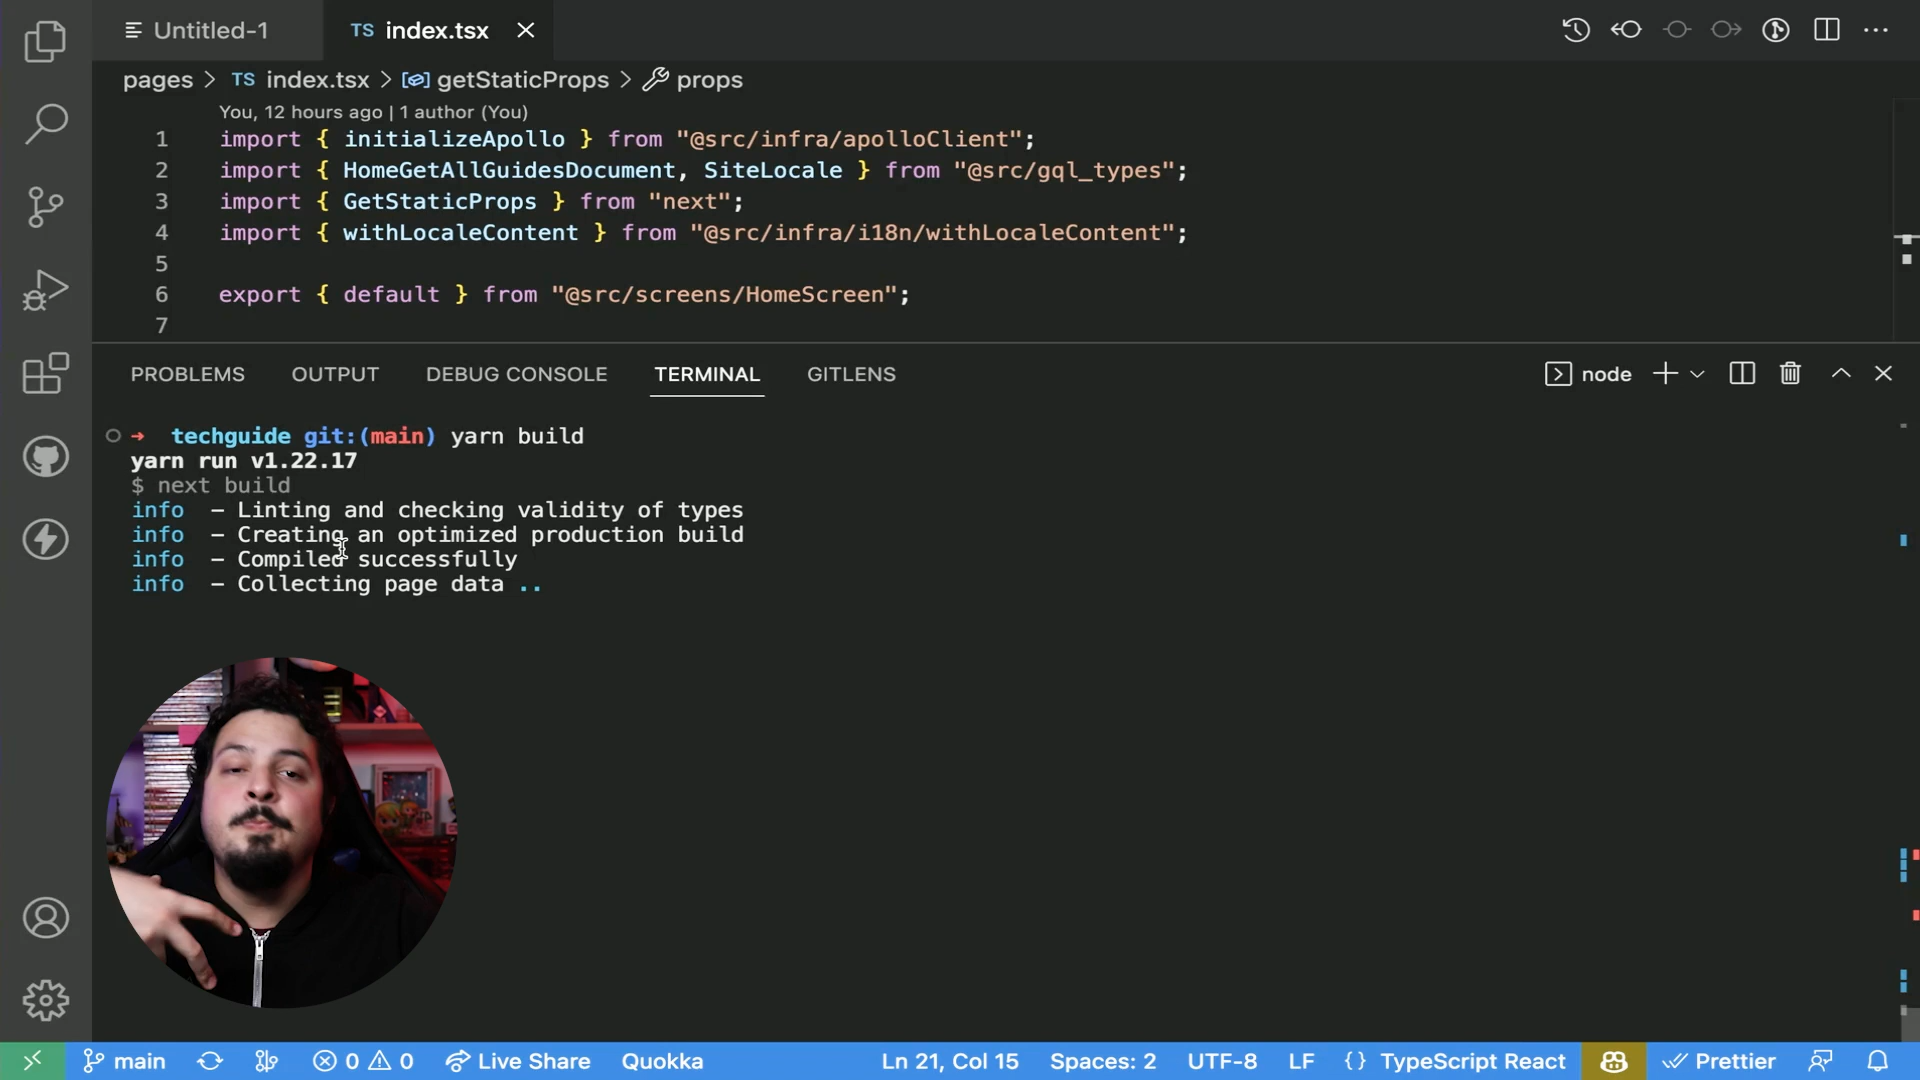 Untitled-1
TS index.tsx
pages > TS index.tsx > getStaticProps > props
You, 12 hours ago | 1 author (You)
1 import { initializeApollo } from "@src/infra/apolloClient";
2 import { HomeGetAllGuidesDocument, SiteLocale } from "@src/gql_types";
3 import { GetStaticProps } from "next";
4 import { withLocaleContent } from "@src/infra/i18n/withLocaleContent";
5
6 export { default } from "@src/screens/HomeScreen";
7
PROBLEMS OUTPUT DEBUG CONSOLE TERMINAL GITLENS node
→ techguide git:(main) yarn build
yarn run v1.22.17
$ next build
info – Linting and checking validity of types
info – Creating an optimized production build
info – Compiled successfully
info – Collecting page data ..
main 0 0 Live Share Quokka Ln 21, Col 15 Spaces: 2 UTF-8 LF {} TypeScript React Prettier